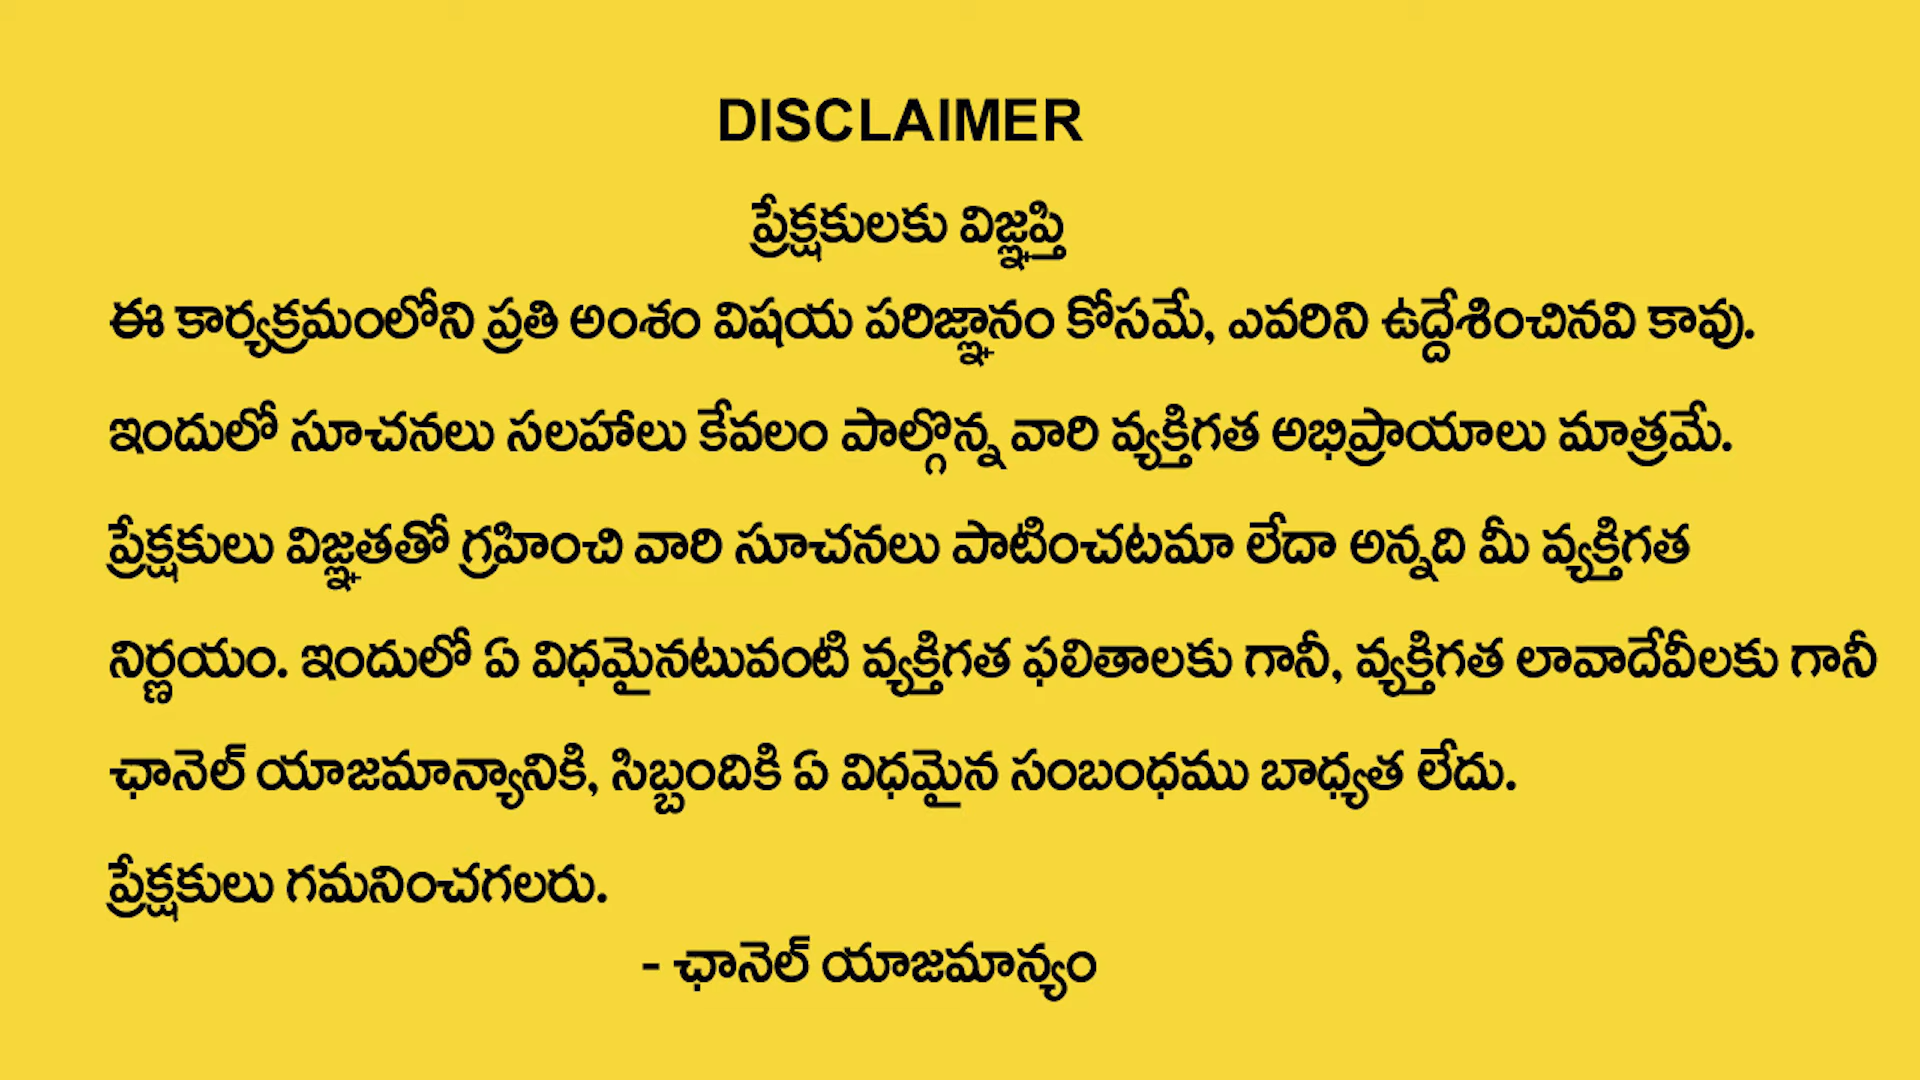 DISCLAIMER
ప్రేక్షకులకు విజ్ఞప్తి
ఈ కార్యక్రమంలోని ప్రతి అంశం విషయ పరిజ్ఞానం కోసమే, ఎవరిని ఉద్దేశించినవి కావు.
ఇందులో సూచనలు సలహాలు కేవలం పాల్గొన్న వారి వ్యక్తిగత అభిప్రాయాలు మాత్రమే.
ప్రేక్షకులు విజ్ఞతతో గ్రహించి వారి సూచనలు పాటించటమా లేదా అన్నది మీ వ్యక్తిగత
నిర్ణయం. ఇందులో ఏ విధమైనటువంటి వ్యక్తిగత ఫలితాలకు గానీ, వ్యక్తిగత లావాదేవీలకు గానీ
ఛానెల్ యాజమాన్యానికి, సిబ్బందికి ఏ విధమైన సంబంధము బాధ్యత లేదు.
ప్రేక్షకులు గమనించగలరు.
- ఛానెల్ యాజమాన్యం